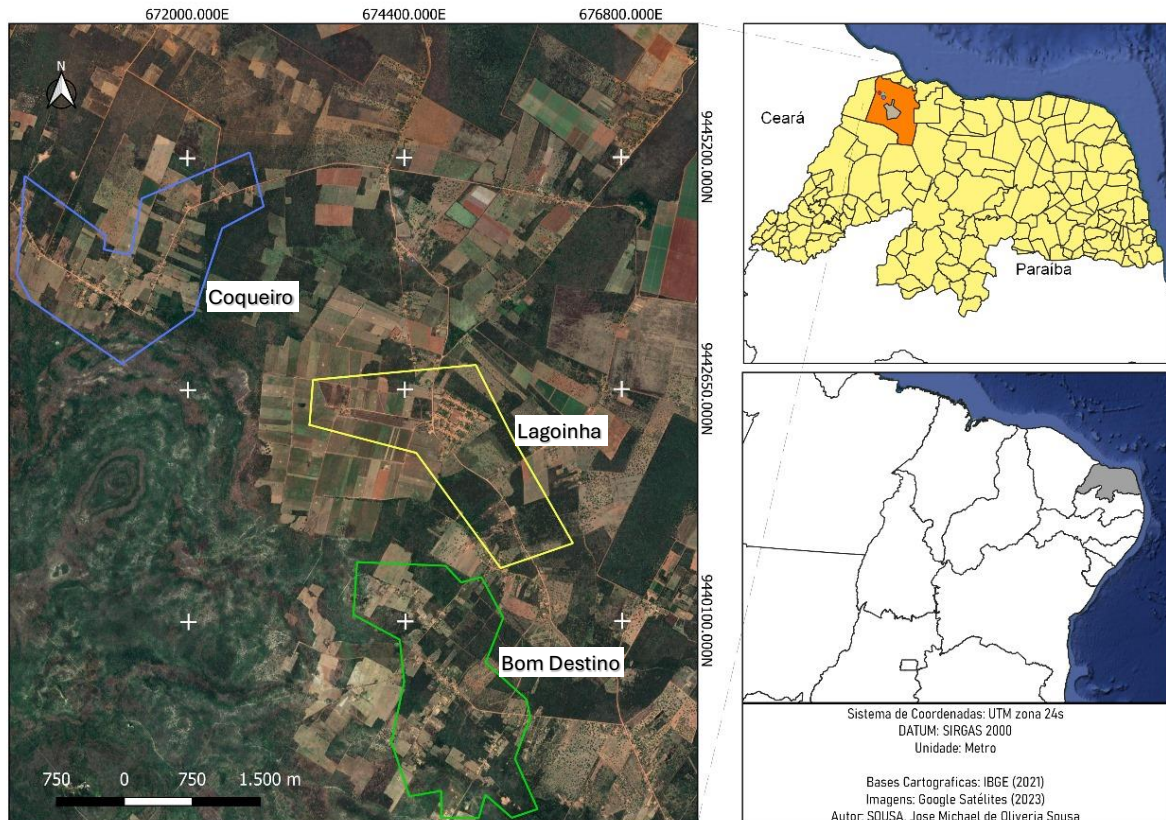 672000.000E 674400.000E 676800.000E
N
9445200.000N
Coqueiro
9442650.000N
Lagoinha
9440100.000N
Bom Destino
750 0 750 1.500 m
Ceará
Paraíba
Sistema de Coordenadas: UTM zona 24s
DATUM: SIRGAS 2000
Unidade: Metro
Bases Cartograficas: IBGE (2021)
Imagens: Google Satélites (2023)
Autor: SOUSA, Jose Michael de Oliveria Sousa